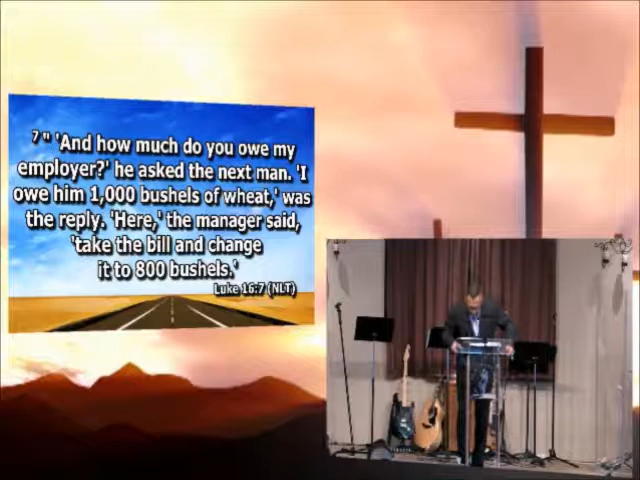 7 " 'And how much do you owe my
employer?' he asked the next man. 'I
owe him 1,000 bushels of wheat,' was
the reply. 'Here,' the manager said,
'take the bill and change
it to 800 bushels.'
Luke 16:7 (NLT)